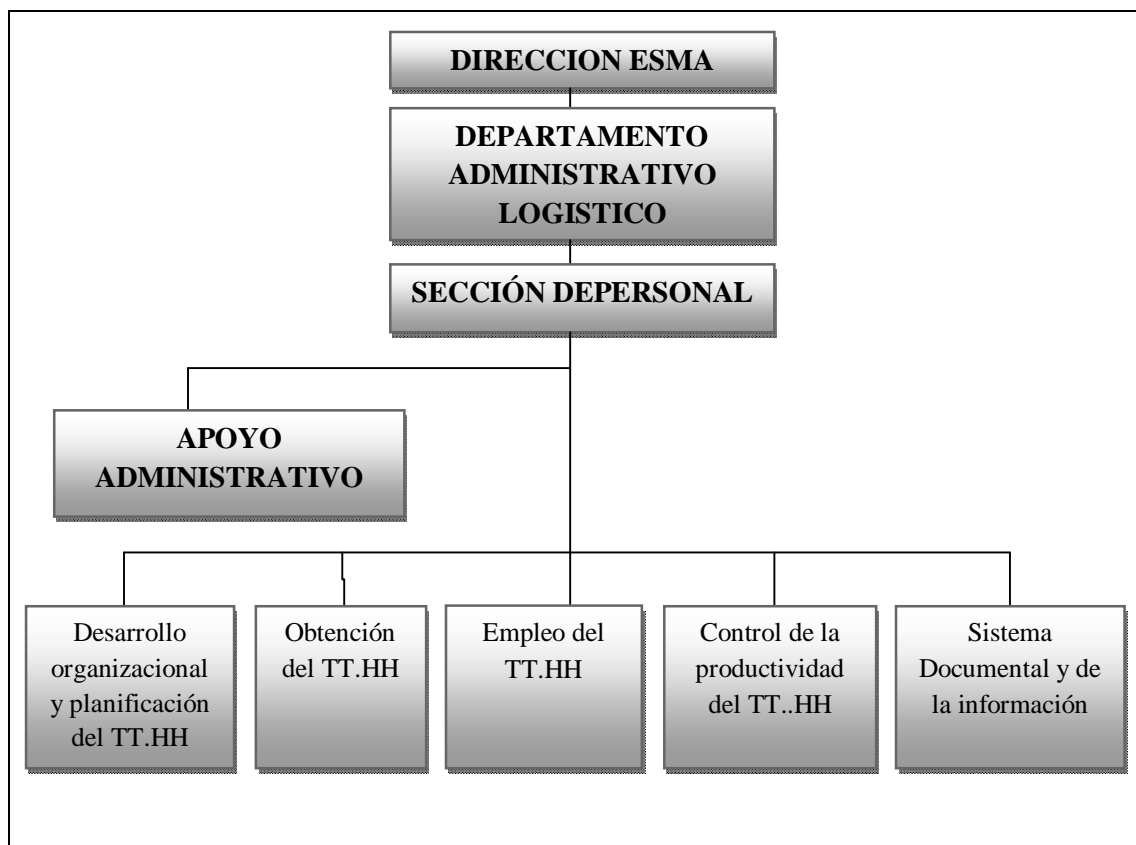 DIRECCION ESMA
DEPARTAMENTO
ADMINISTRATIVO
LOGISTICO
SECCIÓN DEPERSONAL
APOYO
ADMINISTRATIVO
Desarrollo
organizacional
y planificación
del TT.HH
Obtención
del TT.HH
Empleo del
TT.HH
Control de la
productividad
del TT..HH
Sistema
Documental y de
la información